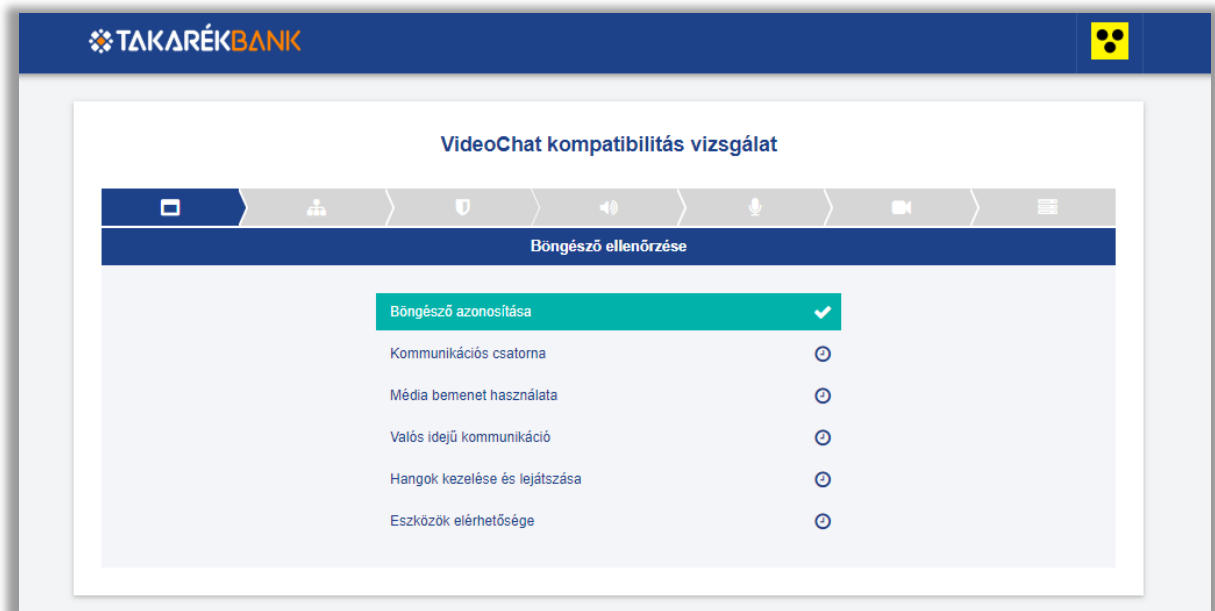 TAKARÉKBANK
VideoChat kompatibilitás vizsgálat
Böngésző ellenőrzése
Böngésző azonosítása
Kommunikációs csatorna
Média bemenet használata
Valós idejű kommunikáció
Hangok kezelése és lejátszása
Eszközök elérhetősége